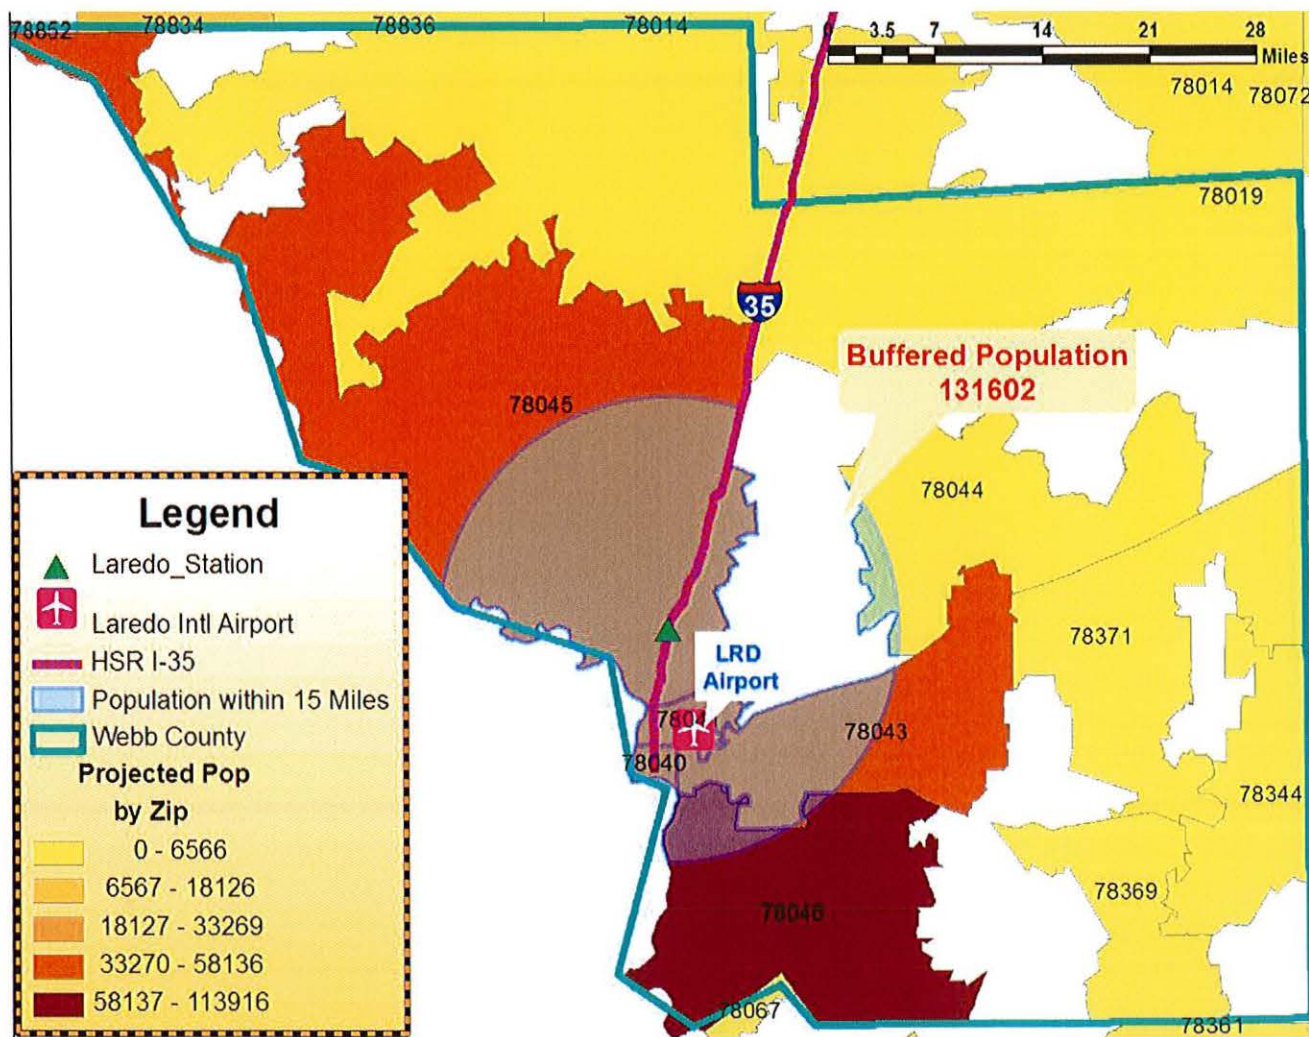 78852
78834
78836
78014
0 3.5 7 14 21 28
Miles
78014
78072
78019
35
Buffered Population
131602
78045
78044
Legend
Laredo_Station
Laredo Intl Airport
HSR I-35
Population within 15 Miles
Webb County
Projected Pop
by Zip
0 - 6566
6567 - 18126
18127 - 33269
33270 - 58136
58137 - 113916
LRD
Airport
78371
78043
78040
78344
78369
78046
78067
78361